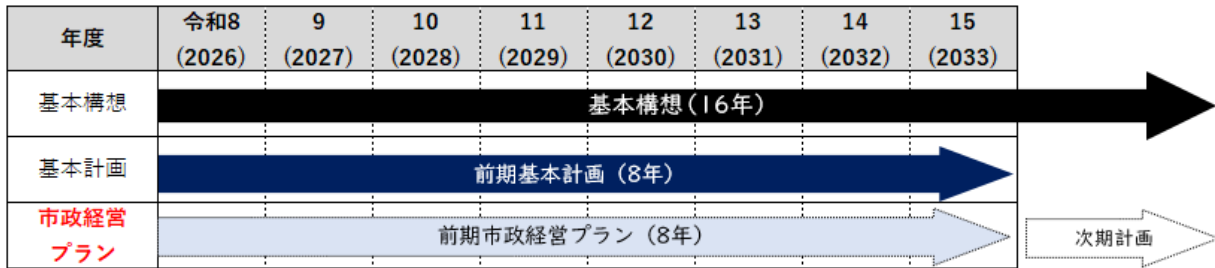 年度
令和8 9 10 11 12 13 14 15
(2026) (2027) (2028) (2029) (2030) (2031) (2032) (2033)
基本構想
基本構想(16年)
基本計画
前期基本計画(8年)
市政経営
プラン
前期市政経営プラン(8年)
次期計画